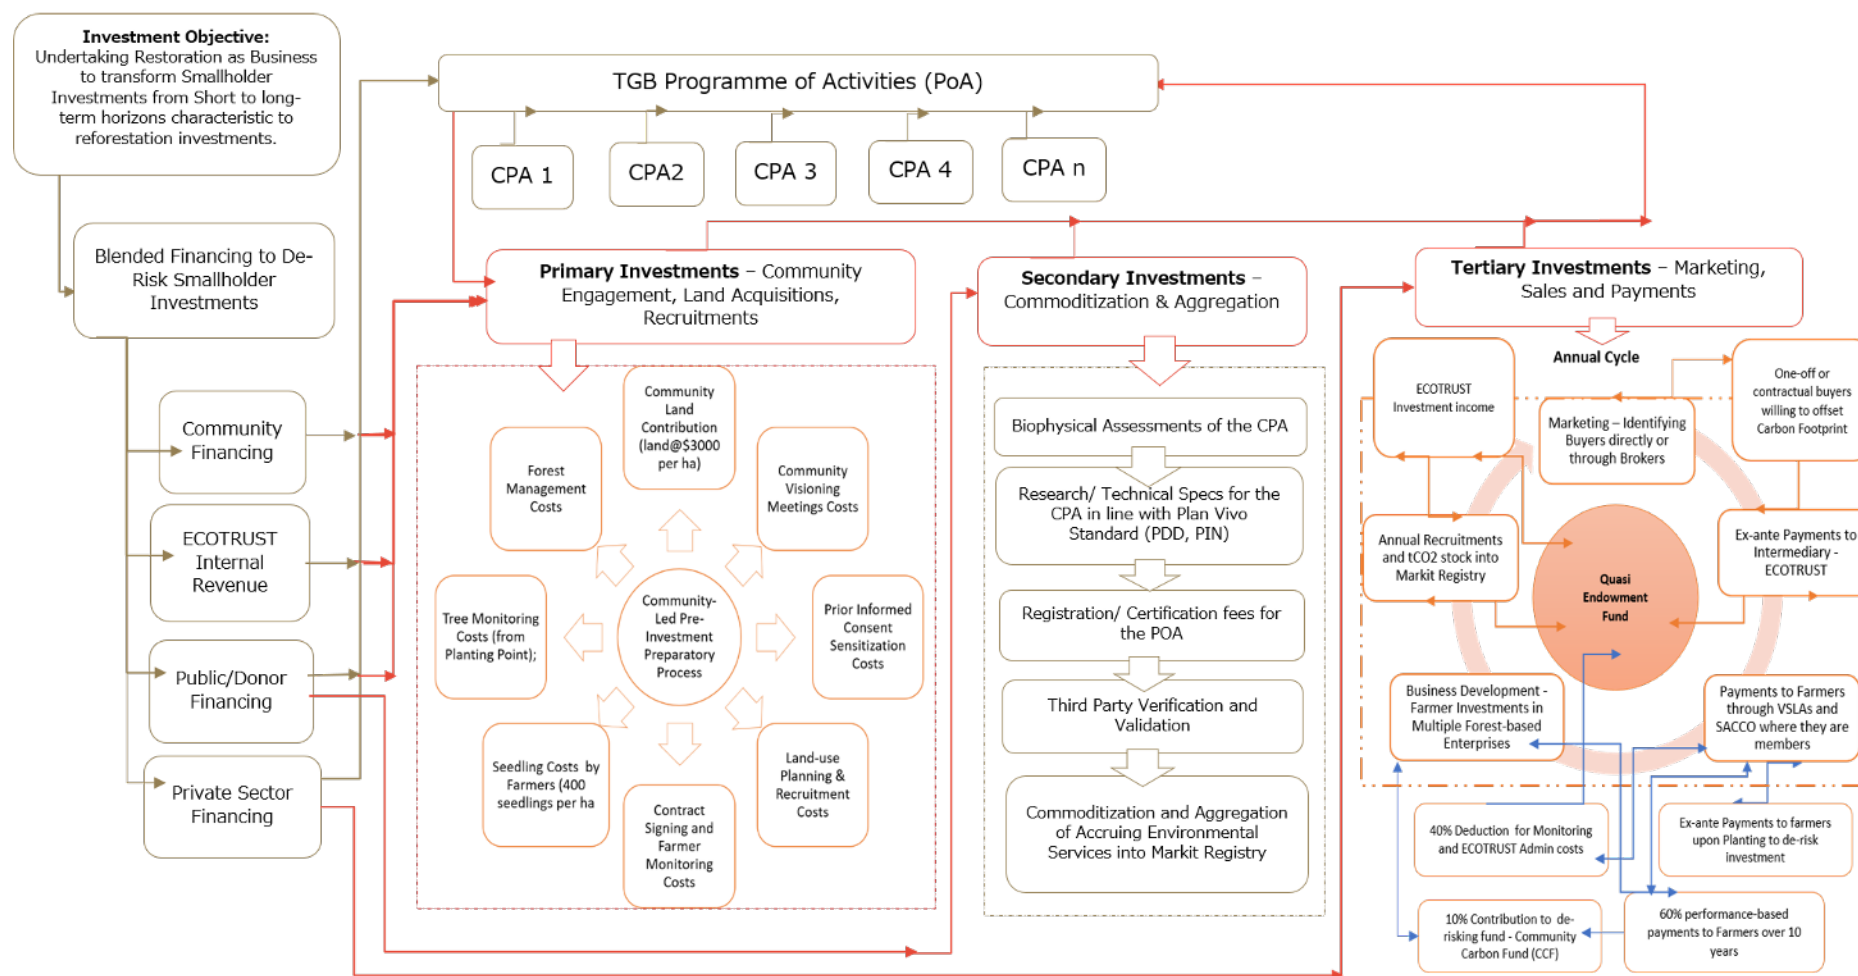 Investment Objective:
Undertaking Restoration as Business
to transform Smallholder
Investments from Short to long-
term horizons characteristic to
reforestation investments.
TGB Programme of Activities (PoA)
CPA 1
CPA2
CPA 3
CPA 4
CPA n
Blended Financing to De-
Risk Smallholder
Investments
Community
Financing
ECOTRUST
Internal
Revenue
Public/Donor
Financing
Private Sector
Financing
Primary Investments – Community
Engagement, Land Acquisitions,
Recruitments
Community
Land
Contribution
(land@$3000
per ha)
Community
Visioning
Meetings Costs
Prior Informed
Consent
Sensitization
Costs
Land-use
Planning &
Recruitment
Costs
Contract
Signing and
Farmer
Monitoring
Costs
Seedling Costs by
Farmers (400
seedlings per ha
Tree Monitoring
Costs (from
Planting Point);
Forest
Management
Costs
Community-
Led Pre-
Investment
Preparatory
Process
Secondary Investments –
Commoditization & Aggregation
Biophysical Assessments of the CPA
Research/ Technical Specs for the
CPA in line with Plan Vivo
Standard (PDD, PIN)
Registration/ Certification fees for
the POA
Third Party Verification and
Validation
Commoditization and Aggregation
of Accruing Environmental
Services into Markit Registry
Tertiary Investments – Marketing,
Sales and Payments
Annual Cycle
ECOTRUST
Investment income
Marketing – Identifying
Buyers directly or
through Brokers
One-off or
contractual buyers
willing to offset
Carbon Footprint
Annual Recruitments
and tCO2 stock into
Markit Registry
Quasi
Endowment
Fund
Ex-ante Payments to
Intermediary -
ECOTRUST
Business Development -
Farmer Investments in
Multiple Forest-based
Enterprises
Payments to Farmers
through VSLAs and
SACCO where they are
members
40% Deduction for Monitoring
and ECOTRUST Admin costs
Ex-ante Payments to farmers
upon Planting to de-risk
investment
10% Contribution to de-
risking fund - Community
Carbon Fund (CCF)
60% performance-based
payments to Farmers over 10
years